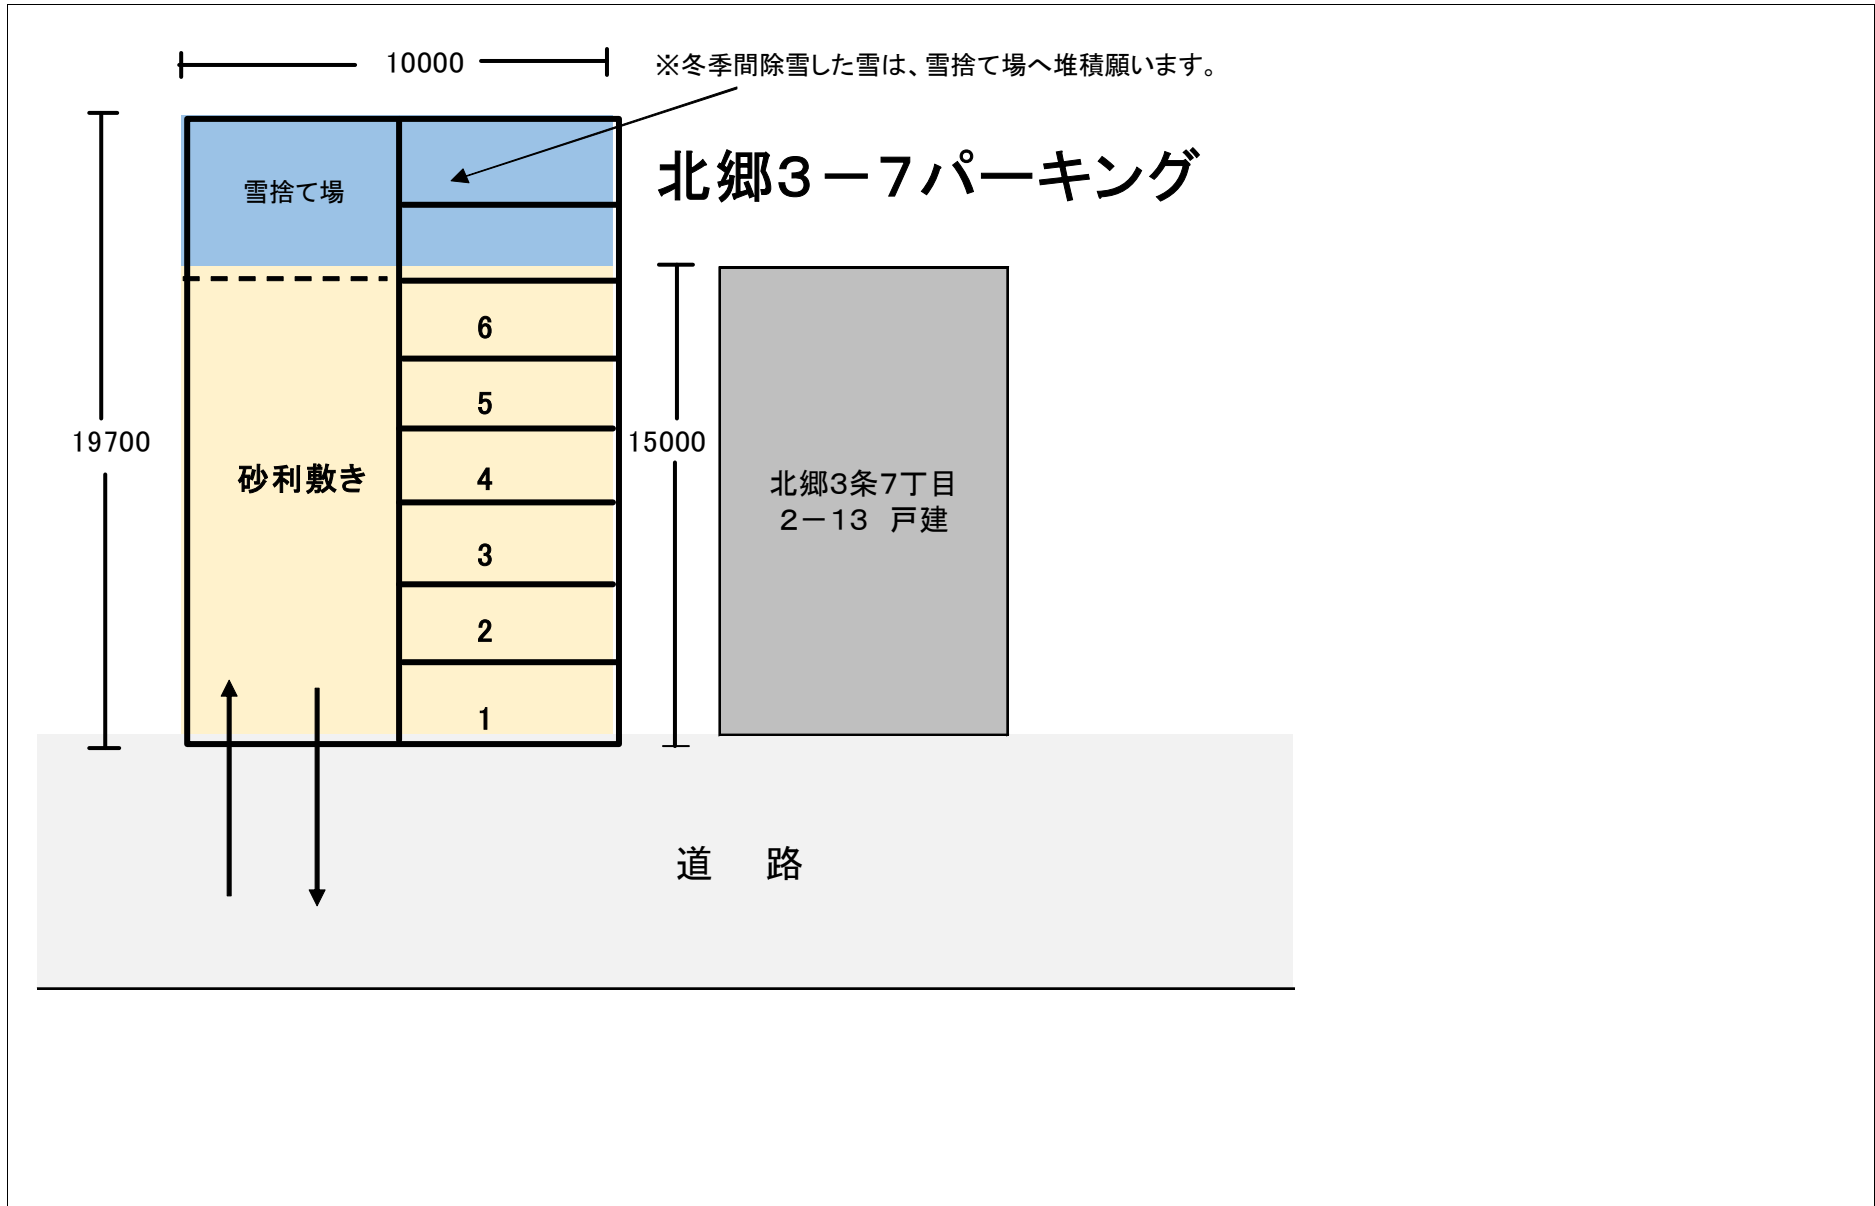 10000
※冬季間除雪した雪は、雪捨て場へ堆積願います。
北郷3－7パーキング
雪捨て場
6
5
19700
15000
砂利敷き
4
北郷3条7丁目
2－13　戸建
3
2
1
道　路